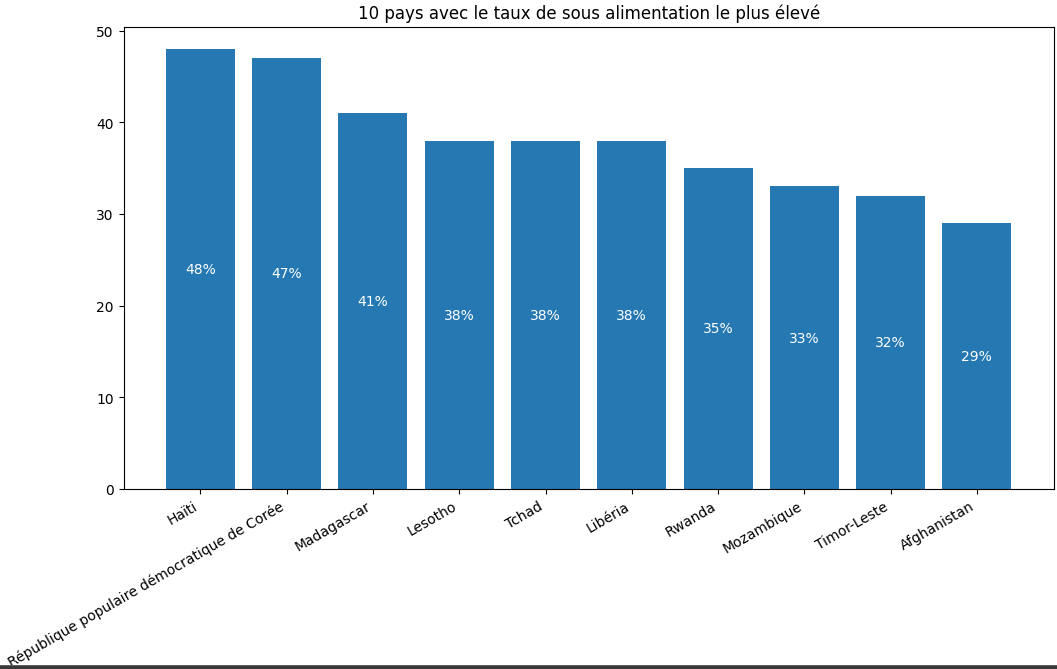 10 pays avec le taux de sous alimentation le plus élevé
50
40
30
20
10
0
48%
47%
41%
38%
38%
38%
35%
33%
32%
29%
Haïti
République populaire démocratique de Corée
Madagascar
Lesotho
Tchad
Libéria
Rwanda
Mozambique
Timor-Leste
Afghanistan